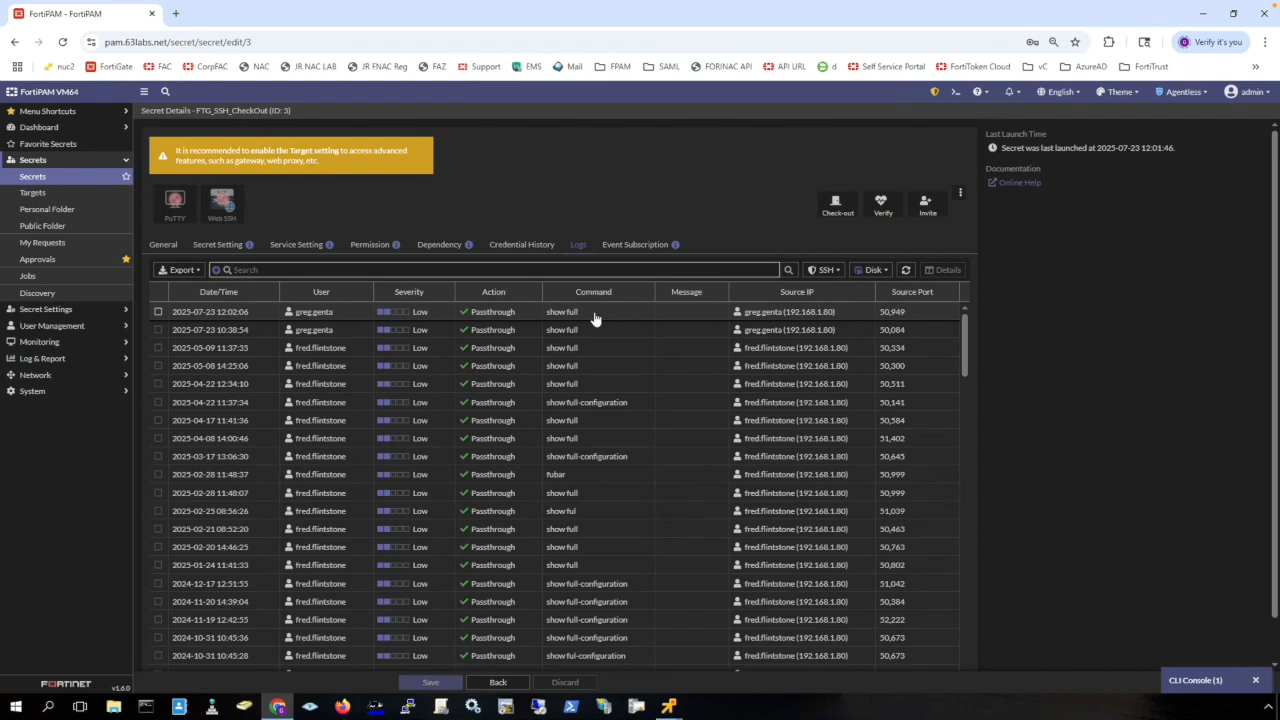 FortiPAM - FortiPAM
pam.63labs.net/secret/secret/edit/3
Verify it's you
nuc2 FortiGate FAC CorpFAC NAC JR NAC LAB JR FNAC Reg FAZ Support EMS Mail FPAM SAML FORINAC API API URL d Self Service Portal FortiToken Cloud vC AzureAD FortiTrust
FortiPAM VM64
English Theme Agentless admin
Menu Shortcuts
Dashboard
Favorite Secrets
Secrets
Secrets
Targets
Personal Folder
Public Folder
My Requests
Approvals
Jobs
Discovery
Secret Settings
User Management
Monitoring
Log & Report
Network
System
FORTINET v1.6.0
Secret Details - FTG_SSH_CheckOut (ID: 3)
It is recommended to enable the Target setting to access advanced
features, such as gateway, web proxy, etc.
PuTTY Web SSH
Check-out Verify Invite
Last Launch Time
Secret was last launched at 2025-07-23 12:01:46.
Documentation
Online Help
General Secret Setting Service Setting Permission Dependency Credential History Logs Event Subscription
Export Search SSH Disk Details
Date/Time User Severity Action Command Message Source IP Source Port
2025-07-23 12:02:06 greg.genta Low Passthrough show full greg.genta (192.168.1.80) 50,949
2025-07-23 10:38:54 greg.genta Low Passthrough show full greg.genta (192.168.1.80) 50,084
2025-05-09 11:37:35 fred.flintstone Low Passthrough show full fred.flintstone (192.168.1.80) 50,334
2025-05-08 14:25:06 fred.flintstone Low Passthrough show full fred.flintstone (192.168.1.80) 50,300
2025-04-22 12:34:10 fred.flintstone Low Passthrough show full fred.flintstone (192.168.1.80) 50,511
2025-04-22 11:37:34 fred.flintstone Low Passthrough show full-configuration fred.flintstone (192.168.1.80) 50,141
2025-04-17 11:41:36 fred.flintstone Low Passthrough show full fred.flintstone (192.168.1.80) 50,584
2025-04-08 14:00:46 fred.flintstone Low Passthrough show full fred.flintstone (192.168.1.80) 51,402
2025-03-17 13:06:30 fred.flintstone Low Passthrough show full-configuration fred.flintstone (192.168.1.80) 50,645
2025-02-28 11:48:37 fred.flintstone Low Passthrough fubar fred.flintstone (192.168.1.80) 50,999
2025-02-28 11:48:07 fred.flintstone Low Passthrough show full fred.flintstone (192.168.1.80) 50,999
2025-02-25 08:56:26 fred.flintstone Low Passthrough show ful fred.flintstone (192.168.1.80) 51,039
2025-02-21 08:52:20 fred.flintstone Low Passthrough show full fred.flintstone (192.168.1.80) 50,463
2025-02-20 14:46:25 fred.flintstone Low Passthrough show full fred.flintstone (192.168.1.80) 50,763
2025-01-24 11:41:33 fred.flintstone Low Passthrough show full fred.flintstone (192.168.1.80) 50,802
2024-12-17 12:51:55 fred.flintstone Low Passthrough show full-configuration fred.flintstone (192.168.1.80) 51,042
2024-11-20 14:39:04 fred.flintstone Low Passthrough show full-configuration fred.flintstone (192.168.1.80) 50,384
2024-11-19 12:42:55 fred.flintstone Low Passthrough show full-configuration fred.flintstone (192.168.1.80) 52,222
2024-10-31 10:45:36 fred.flintstone Low Passthrough show full-configuration fred.flintstone (192.168.1.80) 50,673
2024-10-31 10:45:28 fred.flintstone Low Passthrough show ful-configuration fred.flintstone (192.168.1.80) 50,673
Save Back Discard
CLI Console (1)